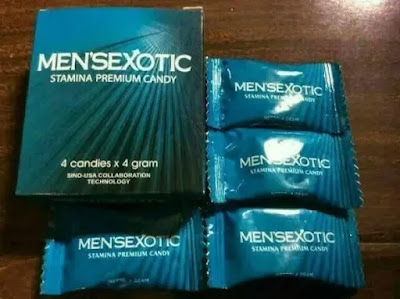 MEN'SEXOTIC
STAMINA PREMIUM CANDY
4 candies x 4 gram
SINO-USA COLLABORATION
TECHNOLOGY
MEN'SEXOTIC
STAMINA PREMIUM CANDY
MEN'SEXOTIC
STAMINA PREMIUM CANDY
MEN'SEXOTIC
STAMINA PREMIUM CANDY
MEN'SEXOTIC
STAMINA PREMIUM CANDY